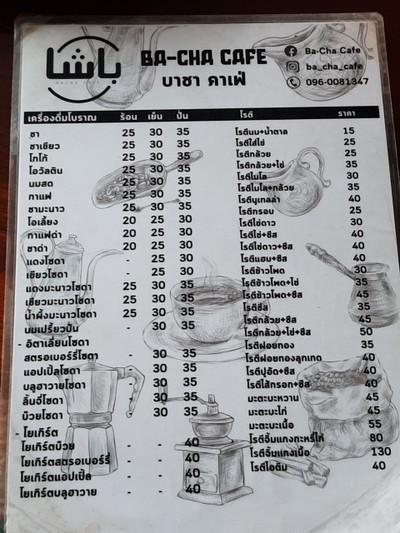 باشا
BA-CHA CAFE
บาชา คาเฟ่
Ba-Cha Cafe
ba_cha_cafe
096-0081347
เครื่องดื่มโบราณ ร้อน เย็น ปั่น
ชา 25 30 35
ชาเขียว 25 30 35
โกโก้ 25 30 35
โอวัลติน 25 30 35
นมสด 25 30 35
กาแฟ 25 30 35
ชามะนาว 25 30 35
โอเลี้ยง 20 25 30
กาแฟดำ 20 25 30
ชาดำ 20 25 30
แดงโซดา - 25 30
เขียวโซดา - 25 30
แดงมะนาวโซดา 25 30 35
เขียวมะนาวโซดา 25 30 35
น้ำผึ้งมะนาวโซดา 25 30 35
นมเปรี้ยวปั่น - 30 35
- อิตาเลี่ยนโซดา
สตรอเบอร์รี่โซดา - 30 35
แอปเปิ้ลโซดา - 30 35
บลูฮาวายโซดา 30 35
ลิ้นจี่โซดา 30 35
บ๊วยโซดา 30 35
- โยเกิร์ต
โยเกิร์ตบ๊วย - - 40
โยเกิร์ตสตรอเบอร์รี่ - - 40
โยเกิร์ตแอปเปิ้ล - - 40
โยเกิร์ตบลูฮาวาย - - 40
โรตี ราคา
โรตีนม+น้ำตาล 15
โรตีใส่ไข่ 25
โรตีกล้วย 25
โรตีกล้วย+ไข่ 35
โรตีไมโล 30
โรตีไมโล+กล้วย 35
โรตีนูเทลล่า 40
โรตีกรอบ 25
โรตีไข่ดาว 30
โรตีไข่+ชีส 40
โรตีไข่ดาว+ชีส 40
โรตีแฮม+ชีส 40
โรตีข้าวโพด 30
โรตีข้าวโพด+ไข่ 35
โรตีข้าวโพด+ชีส 45
โรตีชีส 35
โรตีกล้วย+ชีส 45
โรตีกล้วย+ไข่+ชีส 50
โรตีฝอยทอง 35
โรตีฝอยทองลูกเกด 40
โรตีปูอัด+ชีส 40
โรตีไส้กรอก+ชีส 40
มะตะบะหวาน 45
มะตะบะไก่ 45
มะตะบะเนื้อ 55
โรตีจิ้มแกงกะหรี่ไก่ 80
โรตีจิ้มแกงเนื้อ 130
โรตีไอติม 40